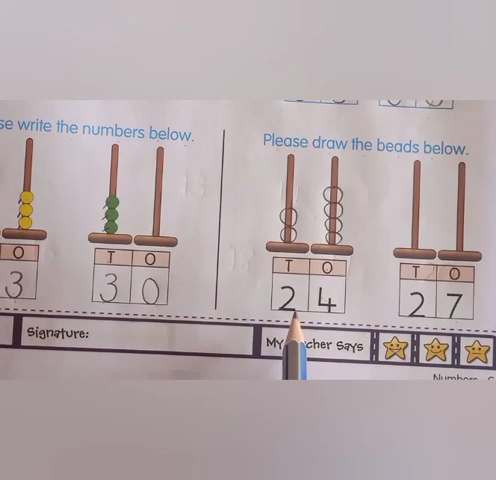 se write the numbers below.
Please draw the beads below.
O
T O
T O
T O
3
3 0
2 4
2 7
Signature:
My cher Says
Numbers